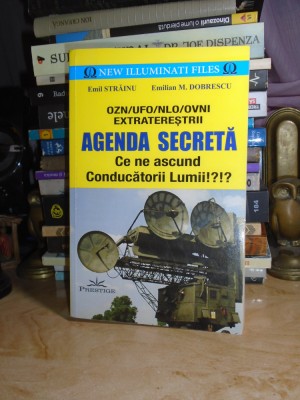 SU
JOE DISPENZA
Ω NEW ILLUMINATI FILES Ω
Emil STRĂINU Emilian M. DOBRESCU
OZN/UFO/NLO/OVNI
EXTRATEREŞTRII
AGENDA SECRETĂ
Ce ne ascund
Conducătorii Lumii!?!?
PRESTIGE